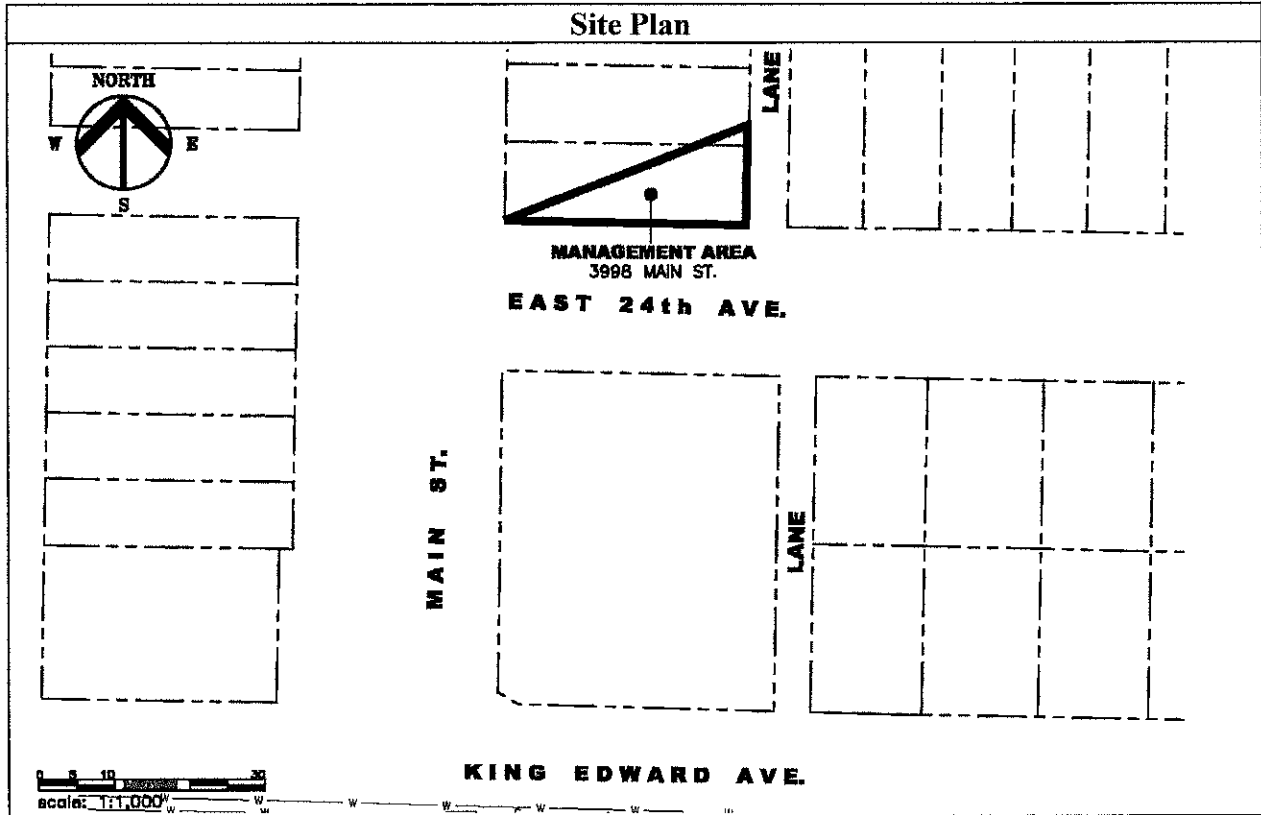 Site Plan
NORTH
W E
S
LANE
MANAGEMENT AREA
3998 MAIN ST.
EAST 24th AVE.
MAIN ST.
LANE
KING EDWARD AVE.
0 5 10 30
scale: 1:1,000
W W W W W W
W W W W